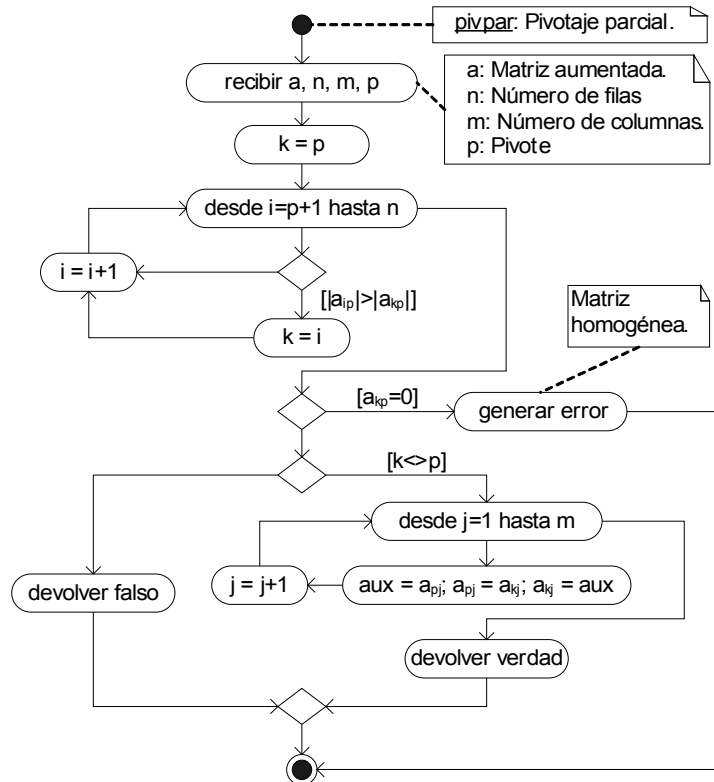 pivpar: Pivotaje parcial.
recibir a, n, m, p
a: Matriz aumentada.
n: Número de filas
m: Número de columnas.
p: Pivote
k = p
desde i=p+1 hasta n
i = i+1
[|aip|>|akp|]
k = i
Matriz
homogénea.
[akp=0]
generar error
[k<>p]
desde j=1 hasta m
devolver falso
j = j+1
aux = apj; apj = akj; akj = aux
devolver verdad